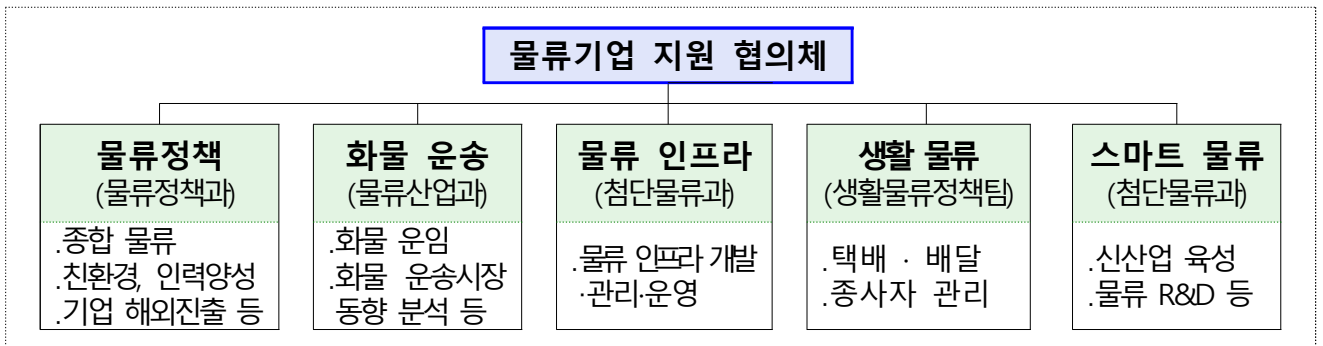 물류기업 지원 협의체
물류정책
(물류정책과)
.종합 물류
.친환경, 인력양성
.기업 해외진출 등
화물 운송
(물류산업과)
.화물 운임
.화물 운송시장
동향 분석 등
물류 인프라
(첨단물류과)
.물류 인프라 개발
·관리·운영
생활 물류
(생활물류정책팀)
.택배 · 배달
.종사자 관리
스마트 물류
(첨단물류과)
.신산업 육성
.물류 R&D 등